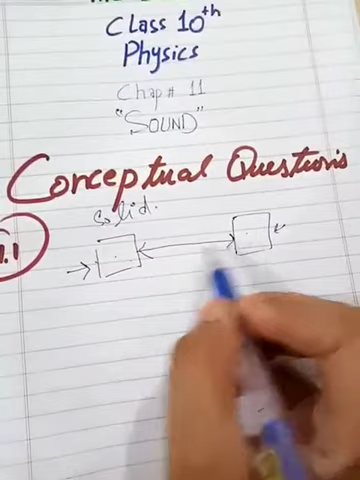 Class 10th
Physics
Chap # 11
"SOUND"
Conceptual Questions
solid.